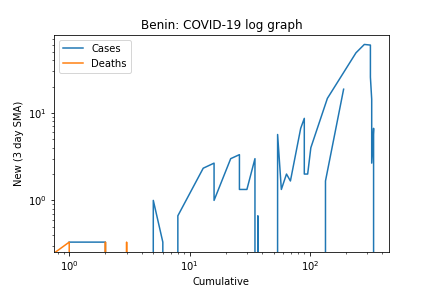 Benin: COVID-19 log graph
Cases
Deaths
New (3 day SMA)
10¹
10⁰
10⁰ 10¹ 10²
Cumulative